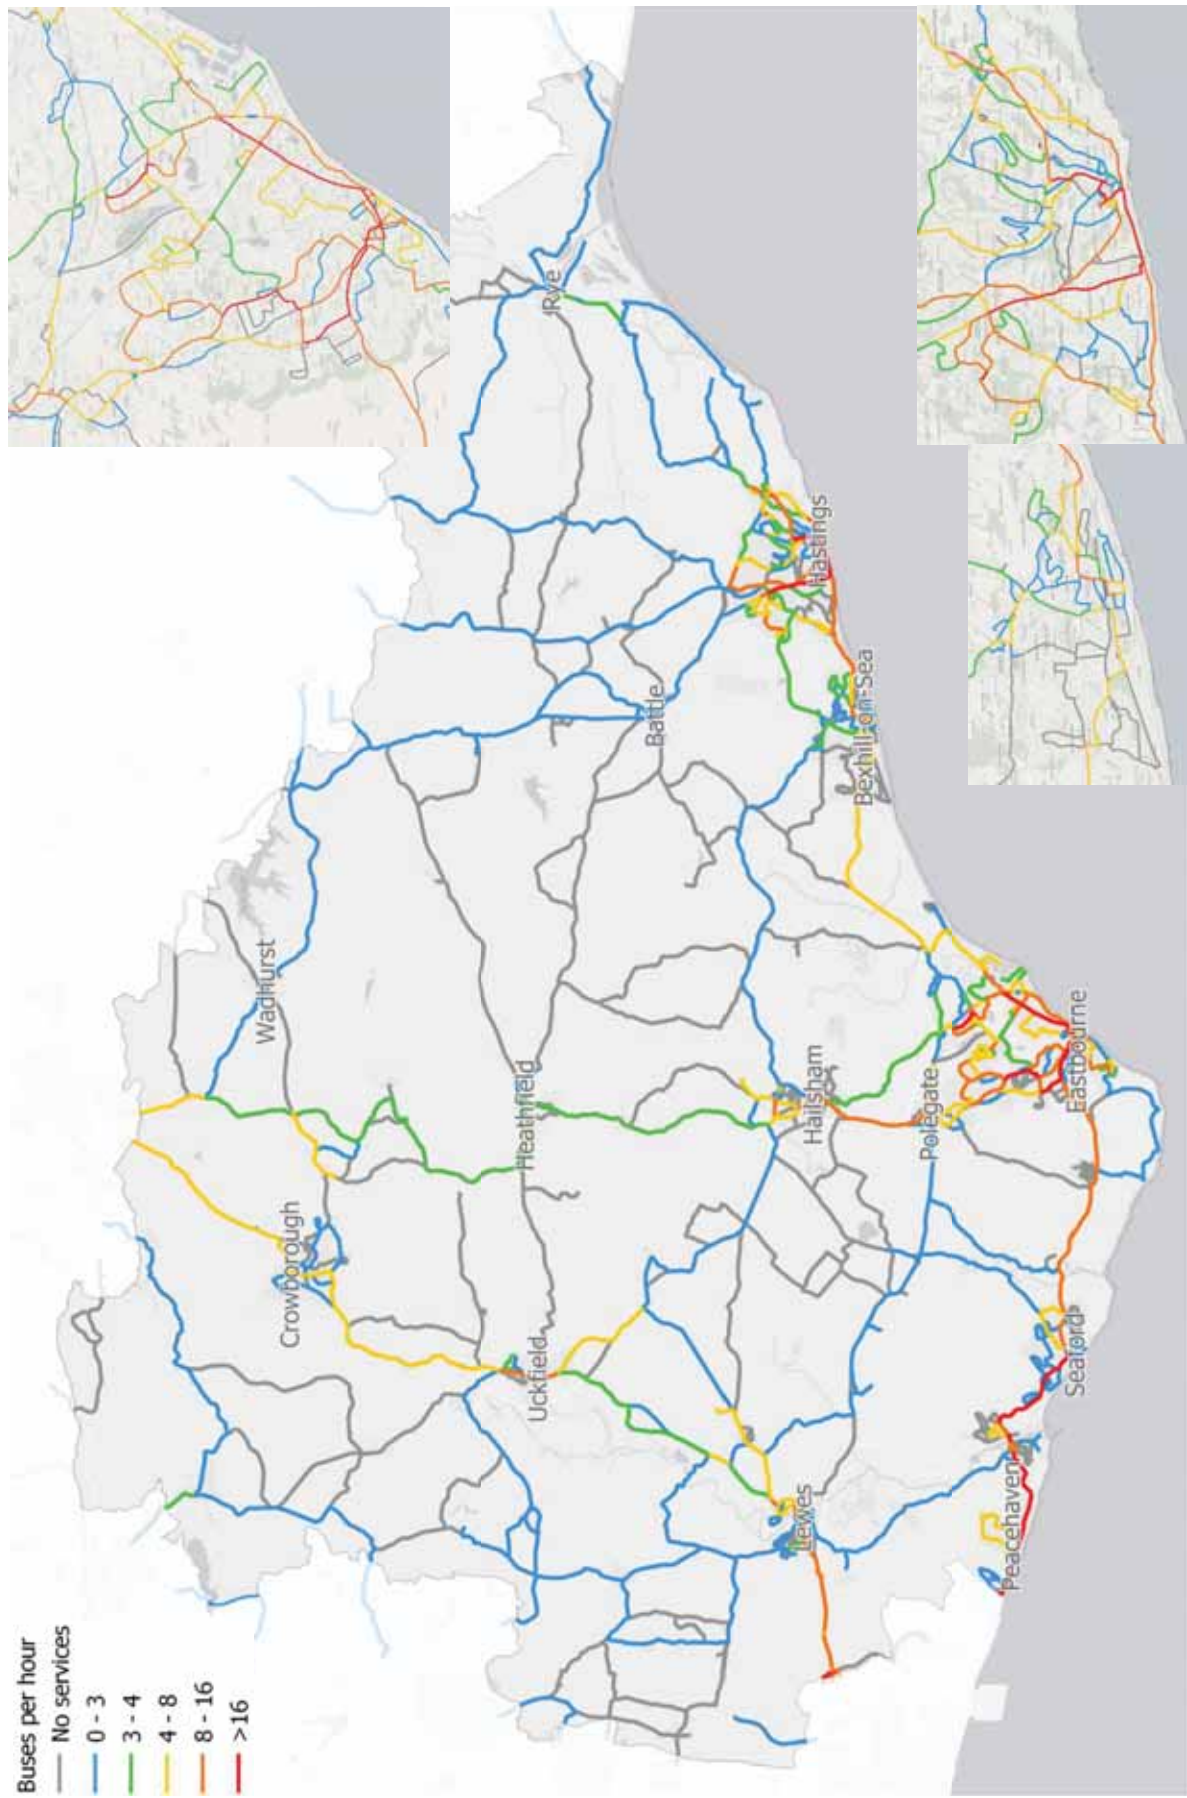 Buses per hour
No services
0 - 3
3 - 4
4 - 8
8 - 16
>16
Crowborough
Wadhurst
Uckfield
Heathfield
Rye
Battle
Lewes
Hailsham
Hastings
Bexhill-on-Sea
Polegate
Peacehaven
Seaford
Eastbourne